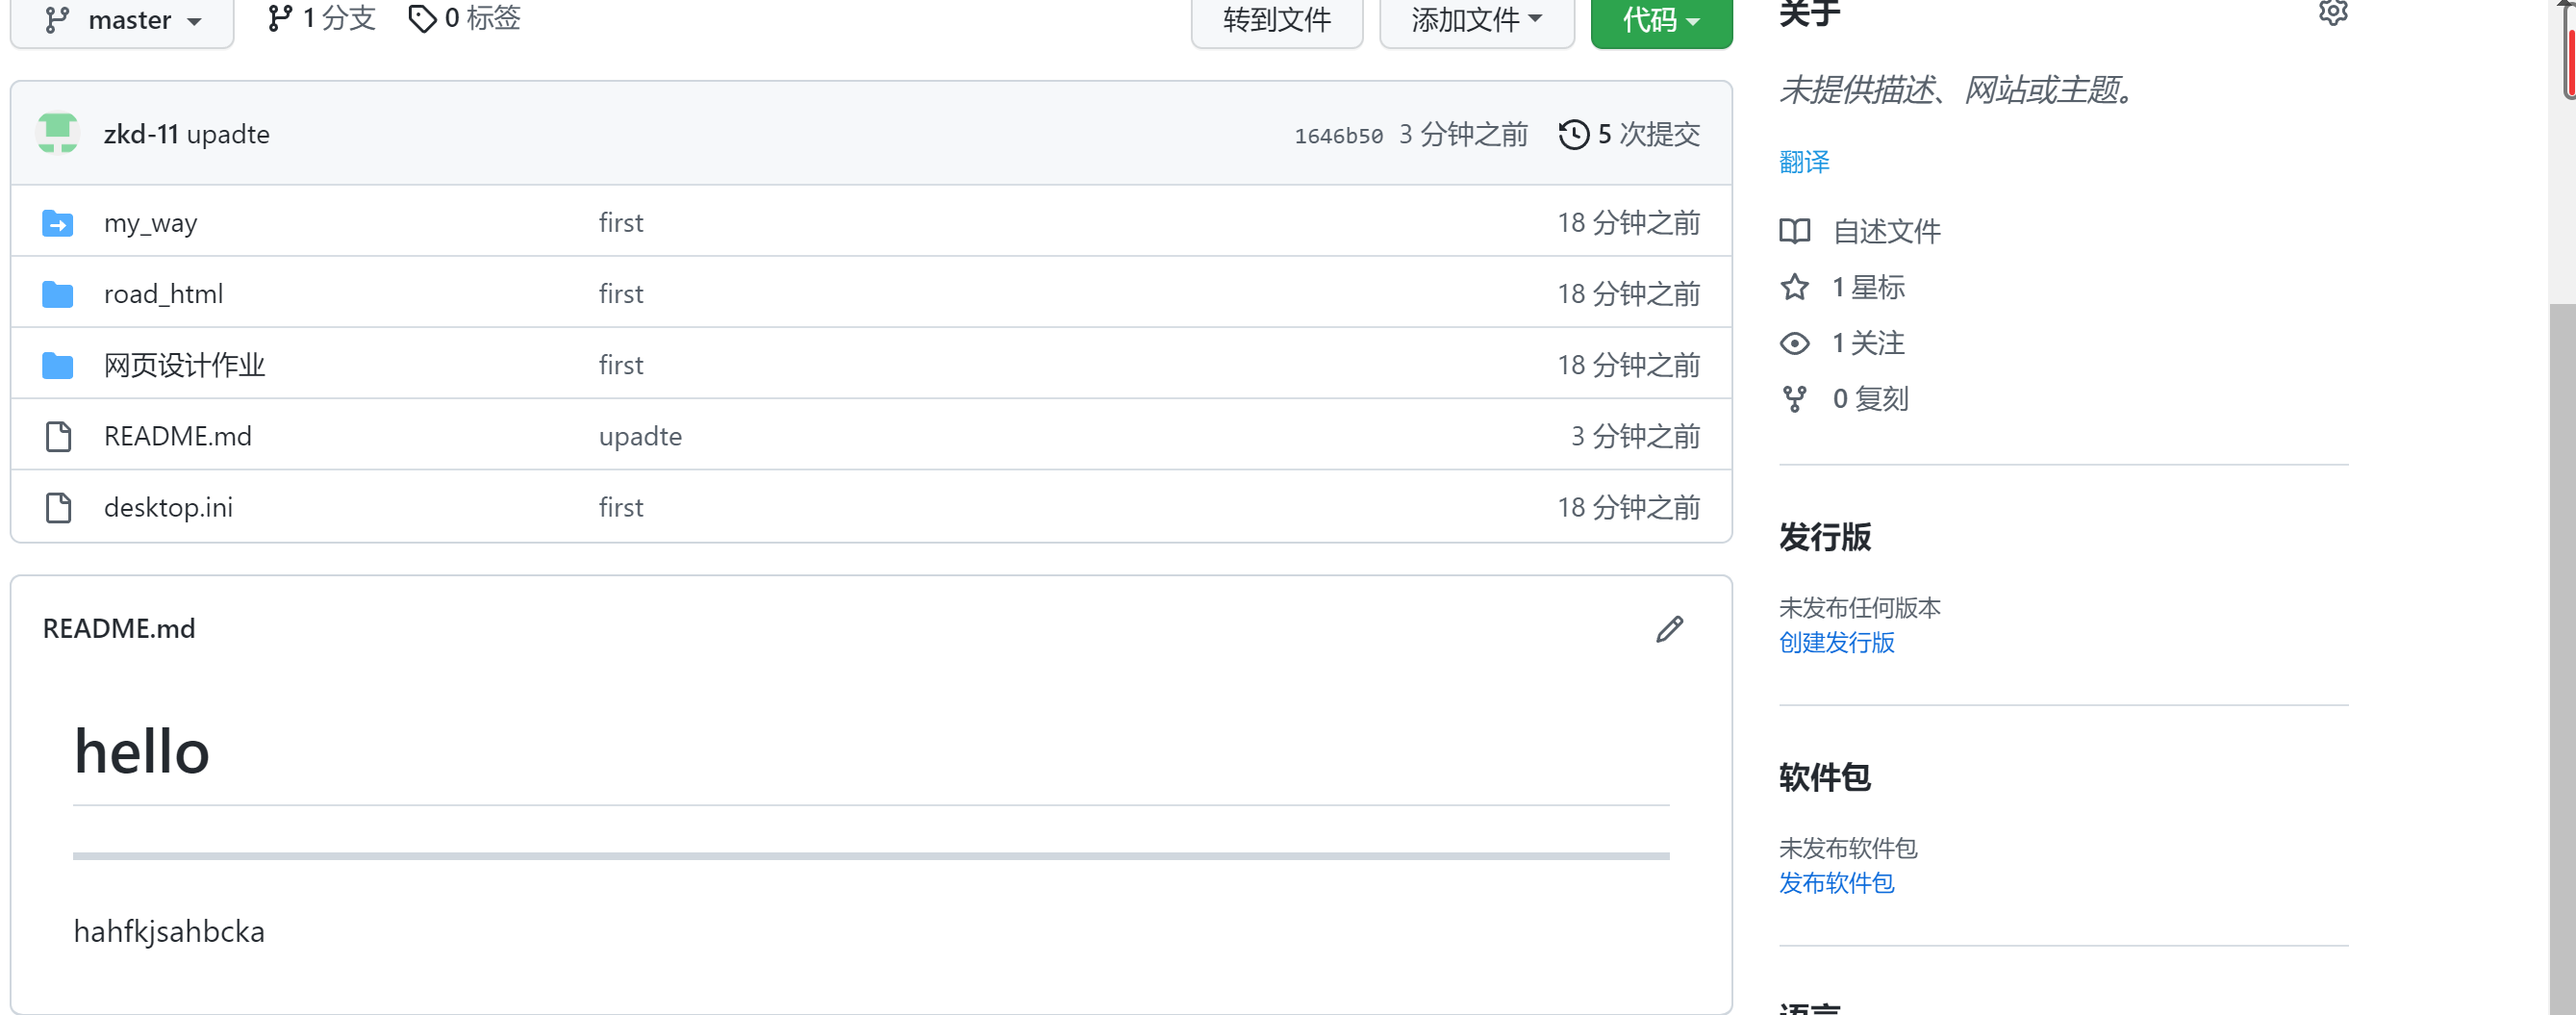 master 1 分支 0 标签 转到文件 添加文件 代码
zkd-11 upadte 1646b50 3 分钟之前 5 次提交
my_way first 18 分钟之前
road_html first 18 分钟之前
网页设计作业 first 18 分钟之前
README.md upadte 3 分钟之前
desktop.ini first 18 分钟之前
README.md
hello
hahfkjsahbcka
关于
未提供描述、网站或主题。
翻译
自述文件
1 星标
1 关注
0 复刻
发行版
未发布任何版本
创建发行版
软件包
未发布软件包
发布软件包
语言